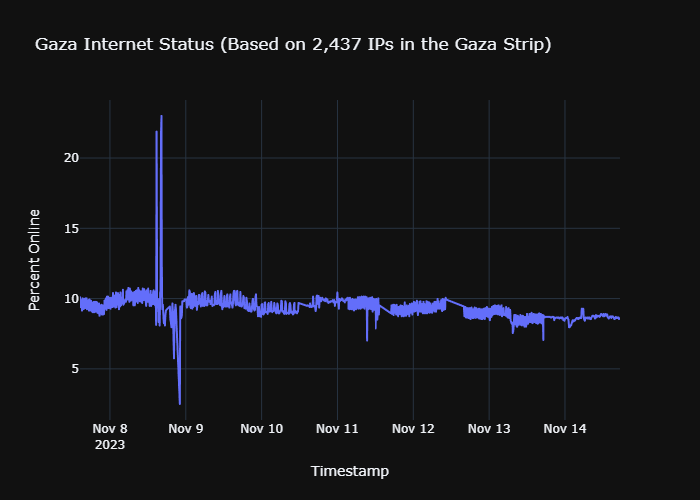 Gaza Internet Status (Based on 2,437 IPs in the Gaza Strip)
20
15
10
5
Percent Online
Nov 8 Nov 9 Nov 10 Nov 11 Nov 12 Nov 13 Nov 14
2023
Timestamp